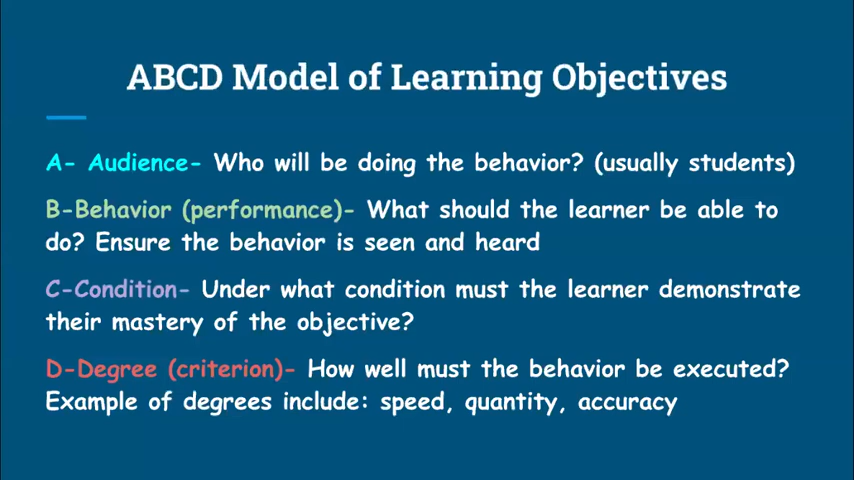 ABCD Model of Learning Objectives
A- Audience- Who will be doing the behavior? (usually students)
B-Behavior (performance)- What should the learner be able to
do? Ensure the behavior is seen and heard
C-Condition- Under what condition must the learner demonstrate
their mastery of the objective?
D-Degree (criterion)- How well must the behavior be executed?
Example of degrees include: speed, quantity, accuracy